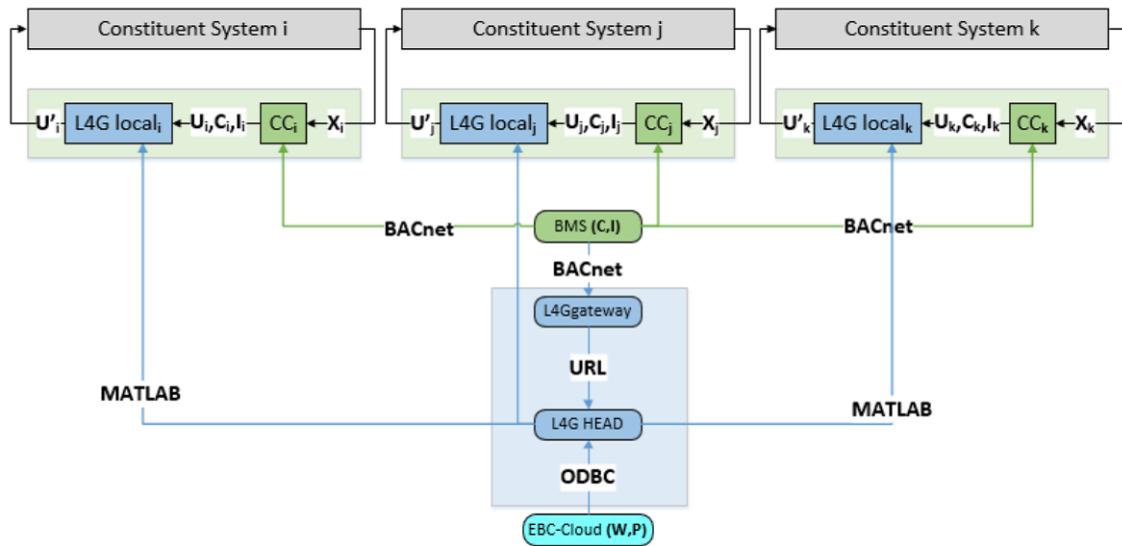 Constituent System i
Constituent System j
Constituent System k
U'ᵢ L4G localᵢ Uᵢ,Cᵢ,Iᵢ CCᵢ Xᵢ
U'ⱼ L4G localⱼ Uⱼ,Cⱼ,Iⱼ CCⱼ Xⱼ
U'ₖ L4G localₖ Uₖ,Cₖ,Iₖ CCₖ Xₖ
BACnet
BMS (C,I)
BACnet
BACnet
L4Ggateway
URL
MATLAB
L4G HEAD
MATLAB
ODBC
EBC-Cloud (W,P)